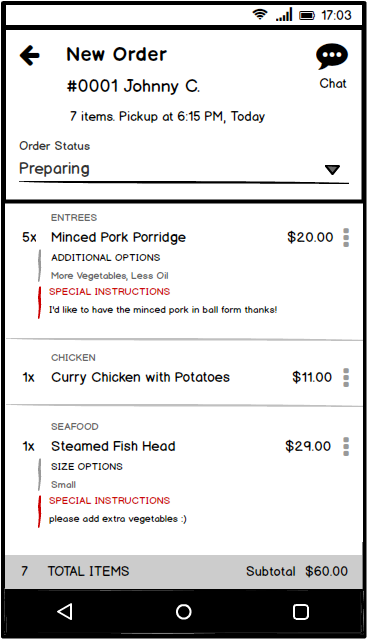 17:03
New Order
#0001 Johnny C.
Chat
7 items. Pickup at 6:15 PM, Today
Order Status
Preparing
ENTREES
5x Minced Pork Porridge $20.00
ADDITIONAL OPTIONS
More Vegetables, Less Oil
SPECIAL INSTRUCTIONS
I'd like to have the minced pork in ball form thanks!
CHICKEN
1x Curry Chicken with Potatoes $11.00
SEAFOOD
1x Steamed Fish Head $29.00
SIZE OPTIONS
Small
SPECIAL INSTRUCTIONS
please add extra vegetables :)
7 TOTAL ITEMS Subtotal $60.00